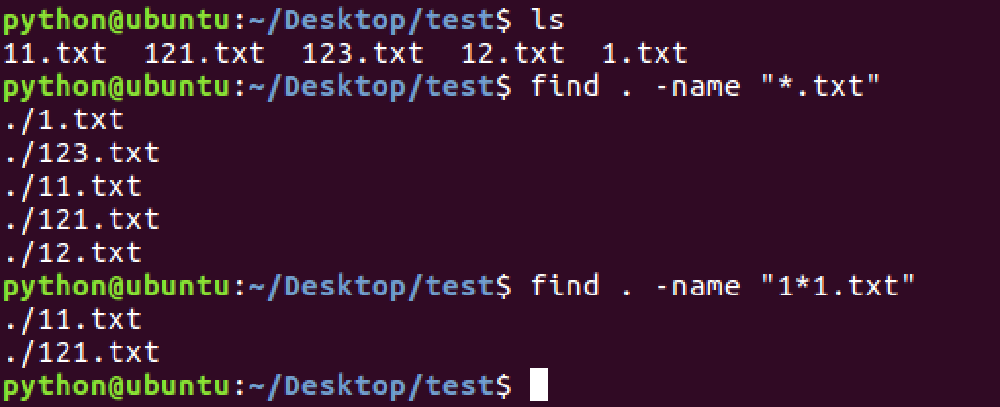 python@ubuntu:~/Desktop/test$ ls
11.txt  121.txt  123.txt  12.txt  1.txt
python@ubuntu:~/Desktop/test$ find . -name "*.txt"
./1.txt
./123.txt
./11.txt
./121.txt
./12.txt
python@ubuntu:~/Desktop/test$ find . -name "1*1.txt"
./11.txt
./121.txt
python@ubuntu:~/Desktop/test$